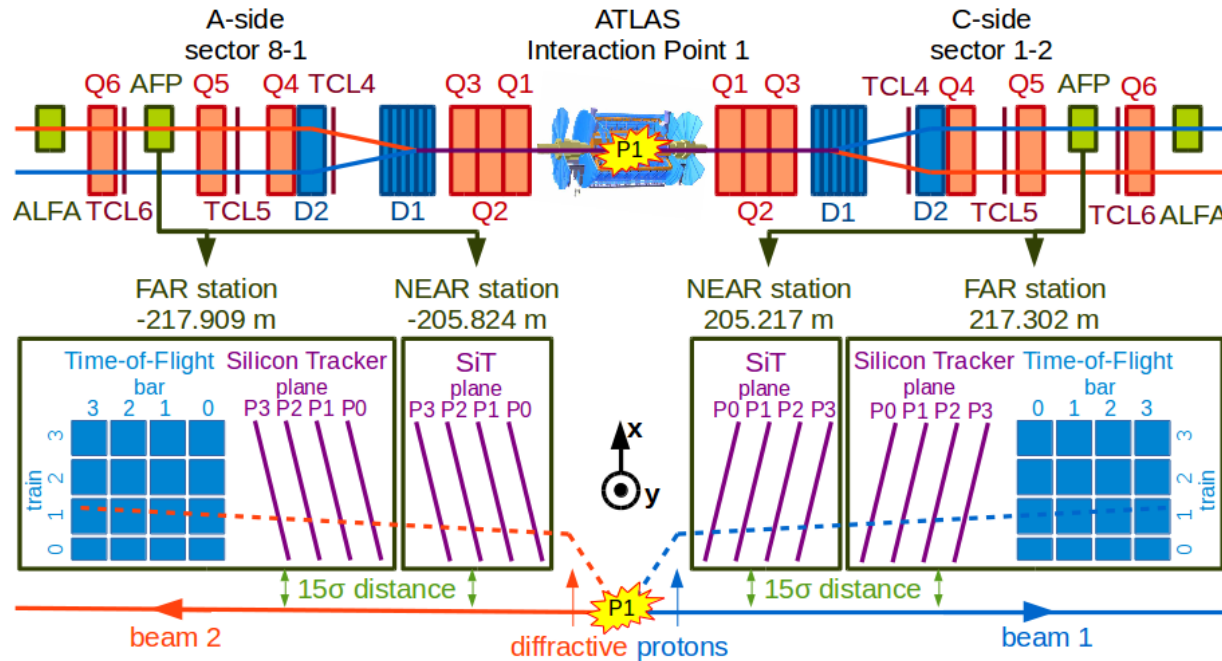 A-side
sector 8-1
ATLAS
Interaction Point 1
C-side
sector 1-2
Q6 AFP Q5 Q4 TCL4 Q3 Q1
Q1 Q3 TCL4 Q4 Q5 AFP Q6
P1
ALFA TCL6 TCL5 D2 D1 Q2
Q2 D1 D2 TCL5 TCL6 ALFA
FAR station
-217.909 m
NEAR station
-205.824 m
NEAR station
205.217 m
FAR station
217.302 m
Time-of-Flight
bar
3 2 1 0
train
3
2
1
0
Silicon Tracker
plane
P3 P2 P1 P0
SiT
plane
P3 P2 P1 P0
x
y
SiT
plane
P0 P1 P2 P3
Silicon Tracker
plane
P0 P1 P2 P3
Time-of-Flight
bar
0 1 2 3
3
2
1
0
train
15σ distance
15σ distance
P1
beam 2
diffractive protons
beam 1